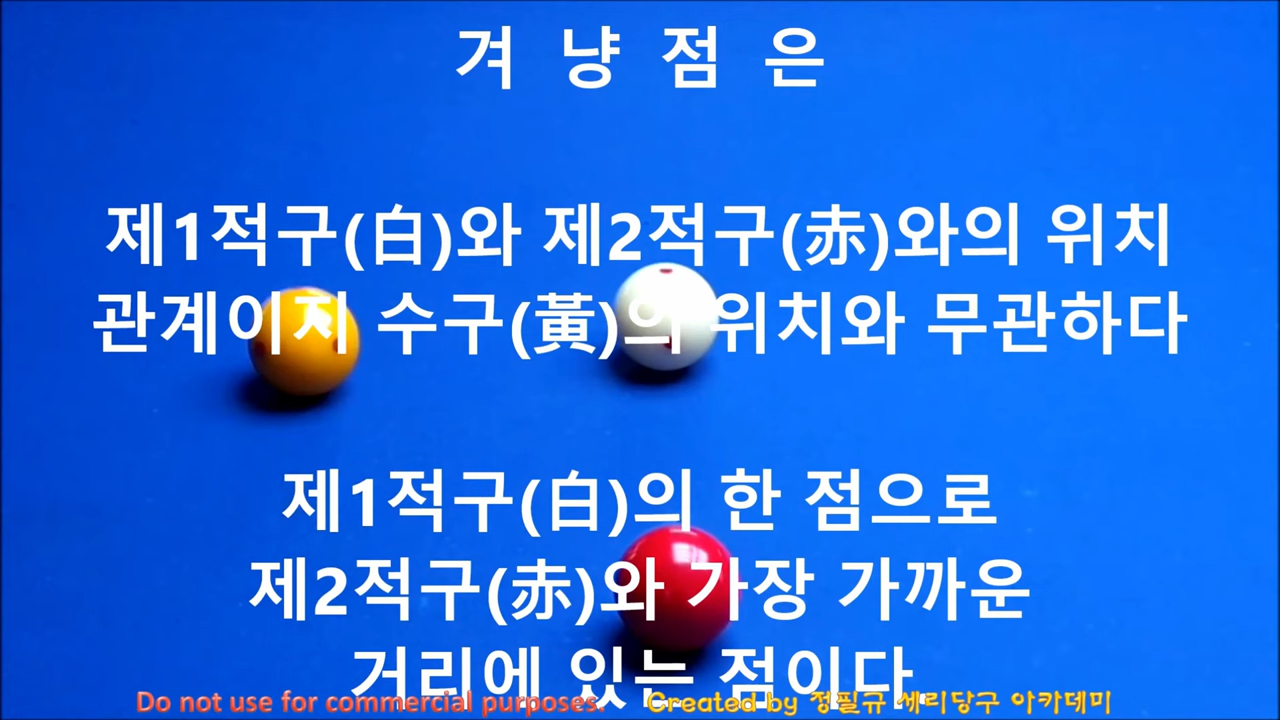 겨 냥 점 은
제1적구(白)와 제2적구(赤)와의 위치
관계이지 수구(黃)의 위치와 무관하다
제1적구(白)의 한 점으로
제2적구(赤)와 가장 가까운
거리에 있는 점이다.
Do not use for commercial purposes. Created by 정필규 세리당구 아카데미